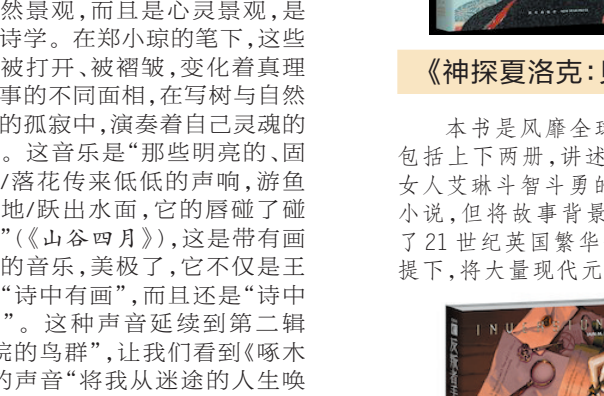 然景观,而且是心灵景观,是
诗学。在郑小琼的笔下,这些
被打开、被褶皱,变化着真理
事的不同面相,在写树与自然
的孤寂中,演奏着自己灵魂的
。这音乐是“那些明亮的、固
/落花传来低低的声响,游鱼
地/跃出水面,它的唇碰了碰
”(《山谷四月》),这是带有画
的音乐,美极了,它不仅是王
“诗中有画”,而且还是“诗中
”。这种声音延续到第二辑
院的鸟群”,让我们看到《啄木
的声音“将我从迷途的人生唤
《神探夏洛克:
本书是风靡全球
包括上下两册,讲述
女人艾琳斗智斗勇的
小说,但将故事背景
了21世纪英国繁华
提下,将大量现代元
反叛者